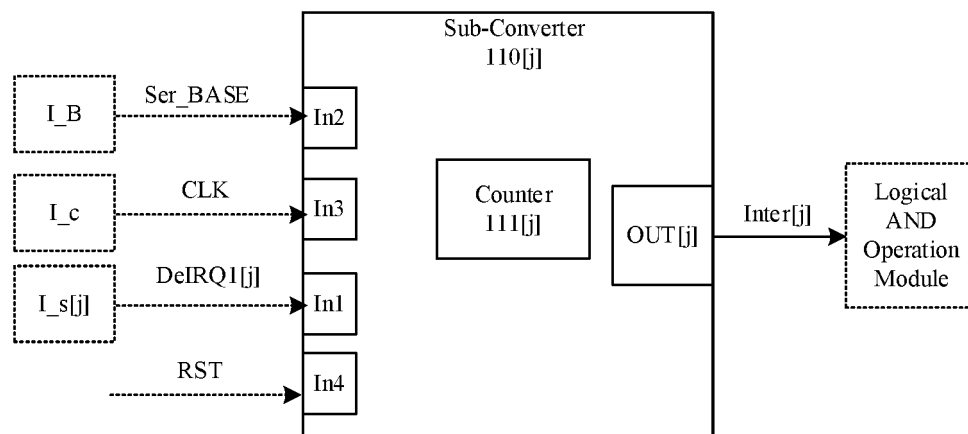 Sub-Converter
110[j]
I_B
Ser_BASE
In2
I_c
CLK
In3
Counter
111[j]
OUT[j]
Inter[j]
Logical
AND
Operation
Module
I_s[j]
DeIRQ1[j]
In1
RST
In4